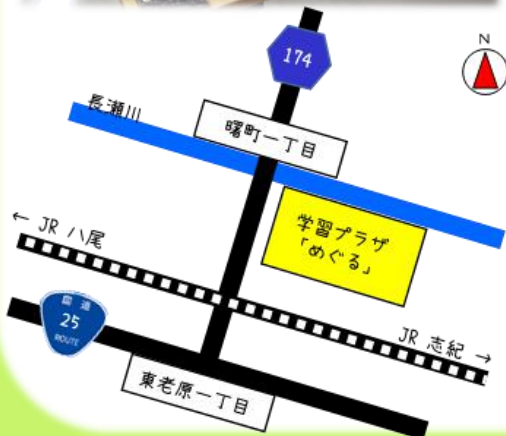 N
174
長瀬川
曙町一丁目
学習プラザ
「めぐる」
← JR 八尾
国道
25
ROUTE
JR 志紀 →
東老原一丁目